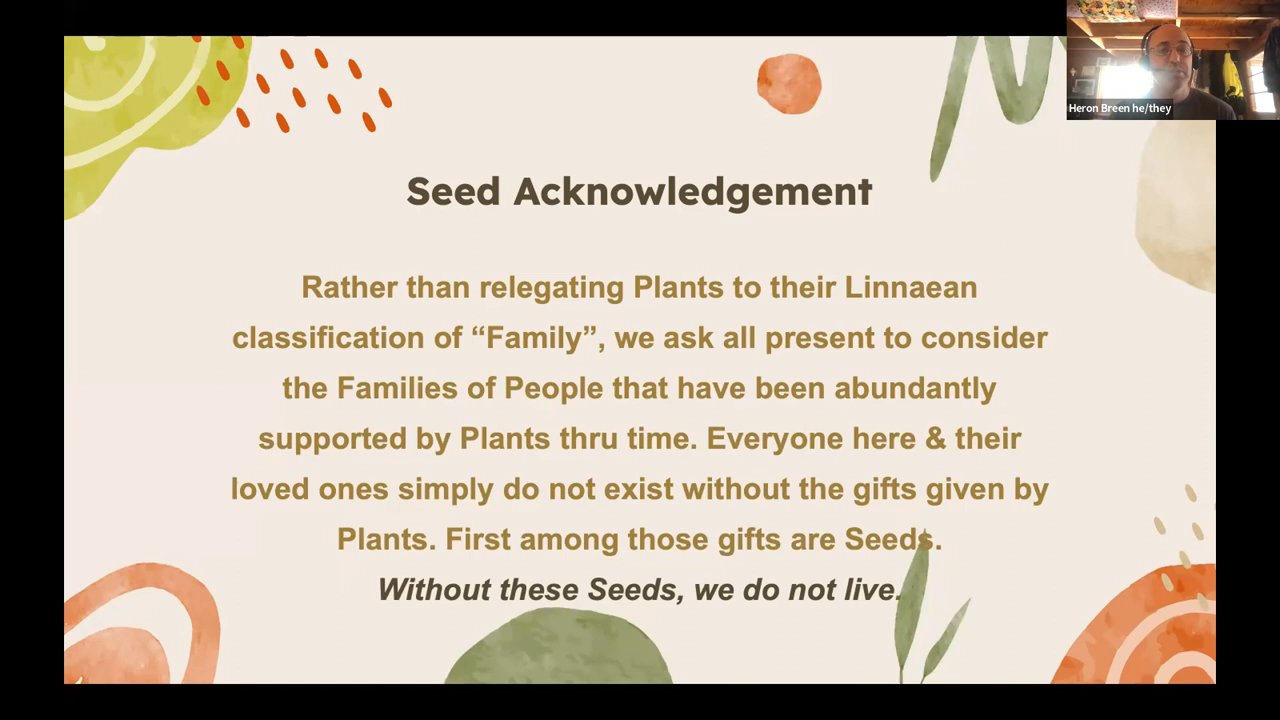 Heron Breen he/they
Seed Acknowledgement
Rather than relegating Plants to their Linnaean
classification of “Family”, we ask all present to consider
the Families of People that have been abundantly
supported by Plants thru time. Everyone here & their
loved ones simply do not exist without the gifts given by
Plants. First among those gifts are Seeds.
Without these Seeds, we do not live.